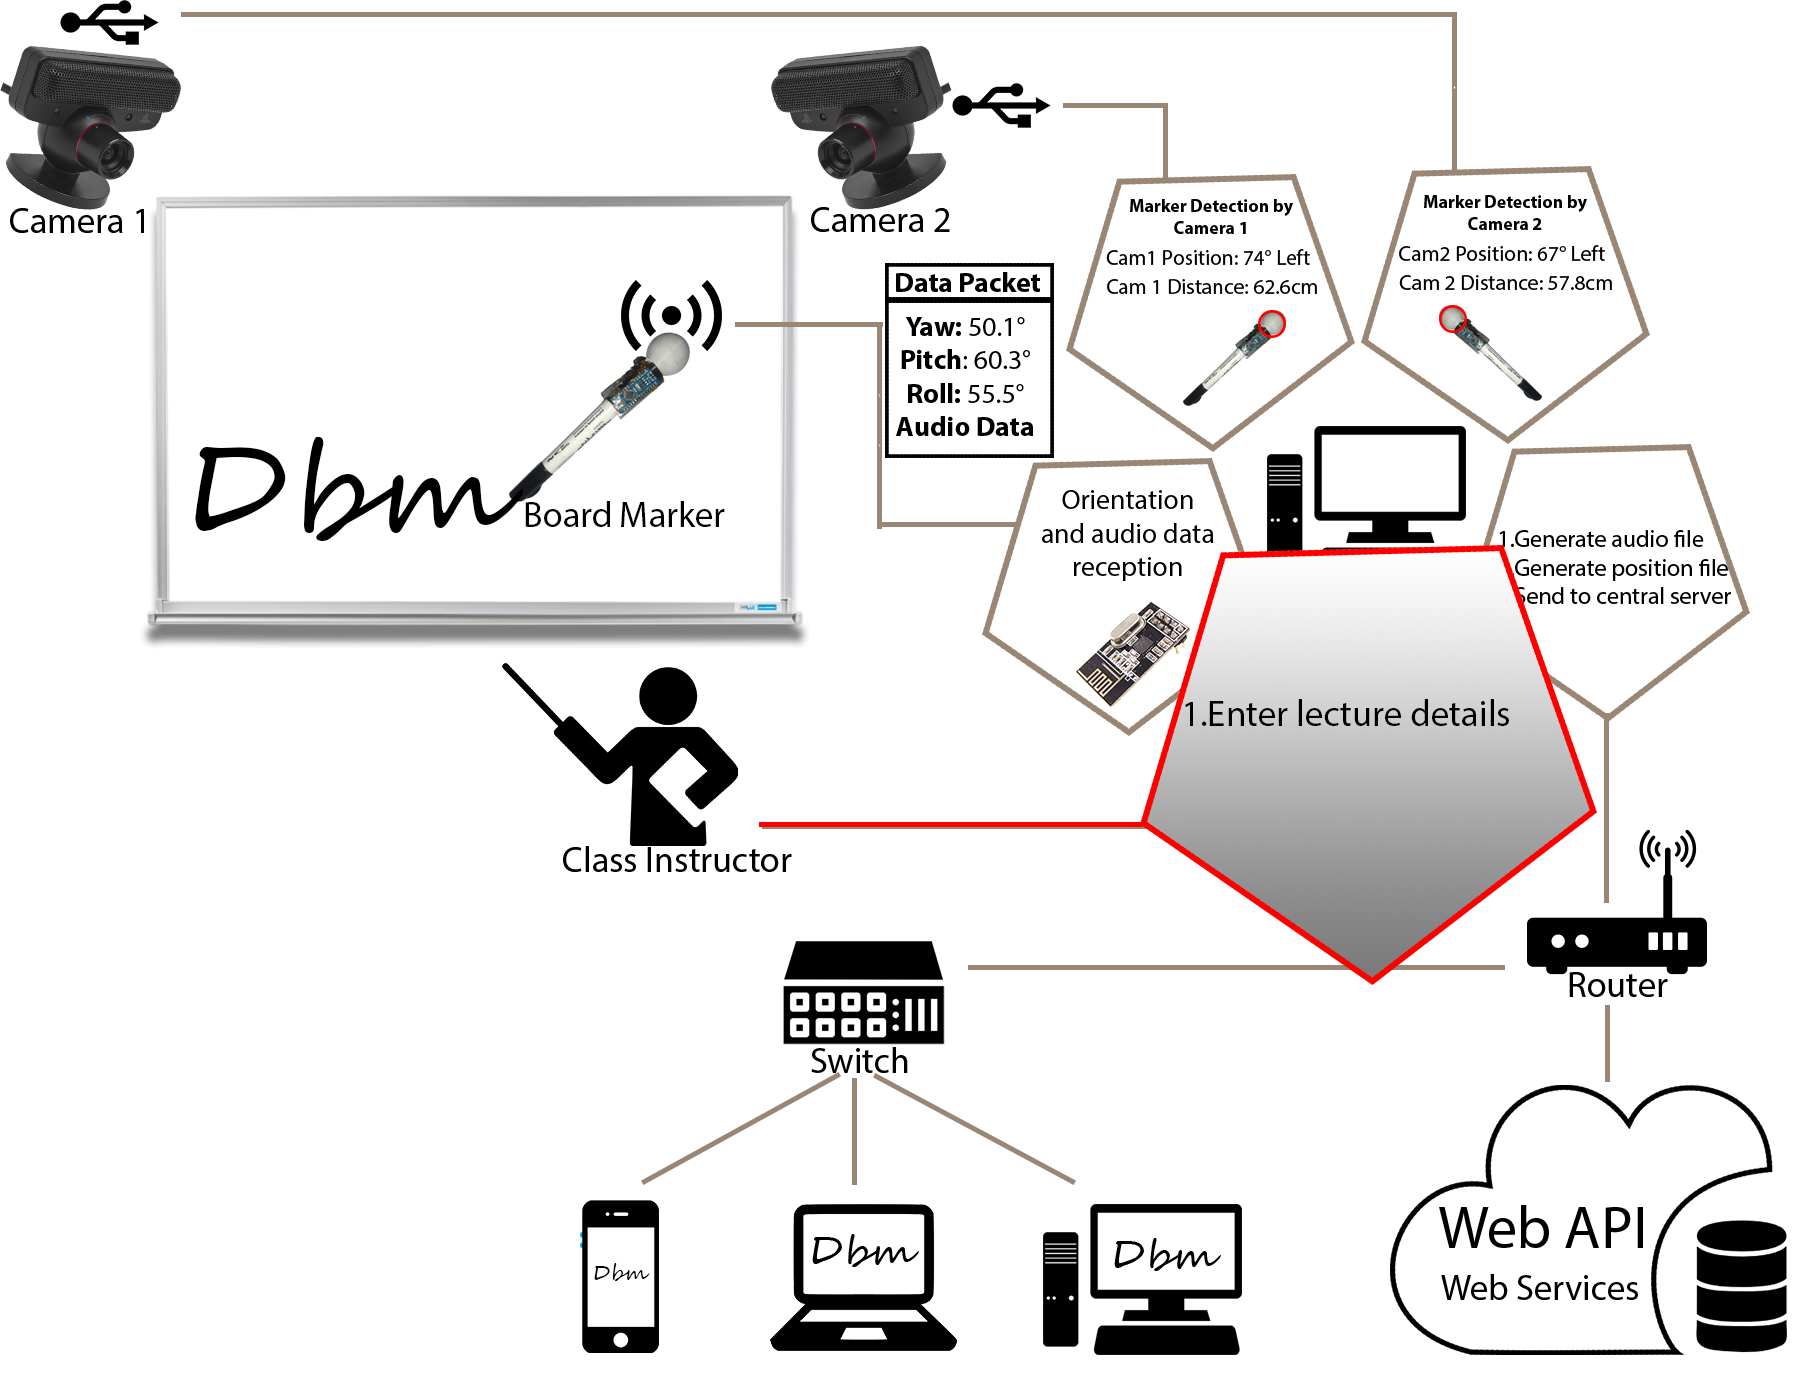 Camera 1
Camera 2
Marker Detection by
Camera 1
Cam1 Position: 74° Left
Cam 1 Distance: 62.6cm
Marker Detection by
Camera 2
Cam2 Position: 67° Left
Cam 2 Distance: 57.8cm
Data Packet
Yaw: 50.1°
Pitch: 60.3°
Roll: 55.5°
Audio Data
Dbm
Board Marker
Orientation
and audio data
reception
1.Generate audio file
Generate position file
Send to central server
1.Enter lecture details
Class Instructor
Router
Switch
Dbm
Dbm
Dbm
Web API
Web Services